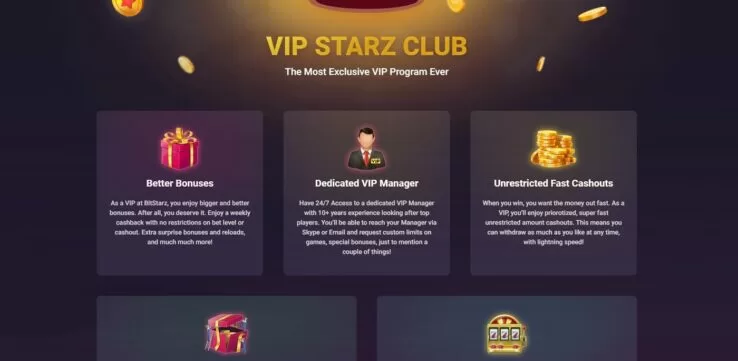 VIP STARZ CLUB
The Most Exclusive VIP Program Ever
Better Bonuses
As a VIP at BitStarz, you enjoy bigger and better
bonuses. After all, you deserve it. Enjoy a weekly
cashback with no restrictions on bet level or
cashout. Extra surprise bonuses and reloads,
and much much more!
VIP
Dedicated VIP Manager
Have 24/7 Access to a dedicated VIP Manager
with 10+ years experience looking after top
players. You'll be able to reach your Manager via
Skype or Email and request custom limits on
games, special bonuses, just to mention a
couple of things!
Unrestricted Fast Cashouts
When you win, you want the money out fast. As a
VIP, you'll enjoy priorotized, super fast
unrestricted amount cashouts. This means you
can withdraw as much as you like at any time,
with lightning speed!